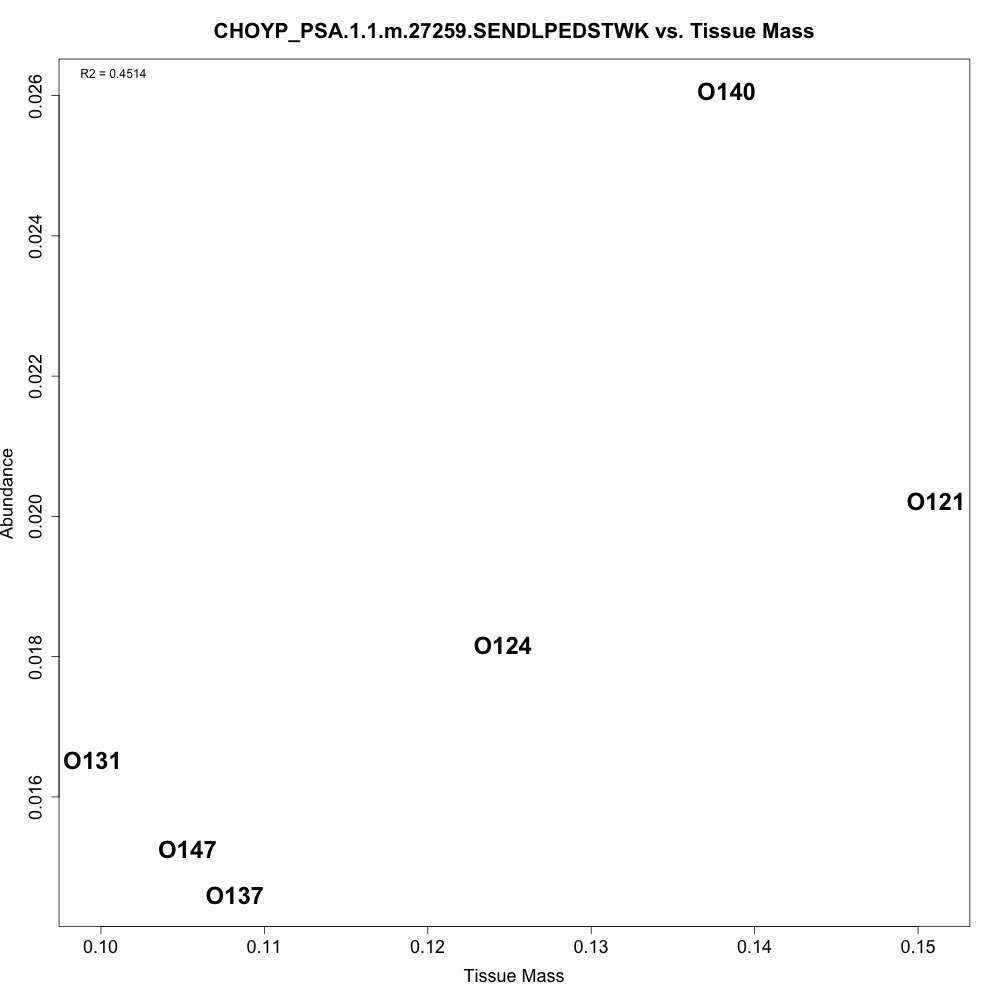 CHOYP_PSA.1.1.m.27259.SENDLPEDSTWK vs. Tissue Mass
R2 = 0.4514
O140
O121
O124
O131
O147
O137
0.026
0.024
0.022
0.020
0.018
0.016
Abundance
0.10 0.11 0.12 0.13 0.14 0.15
Tissue Mass